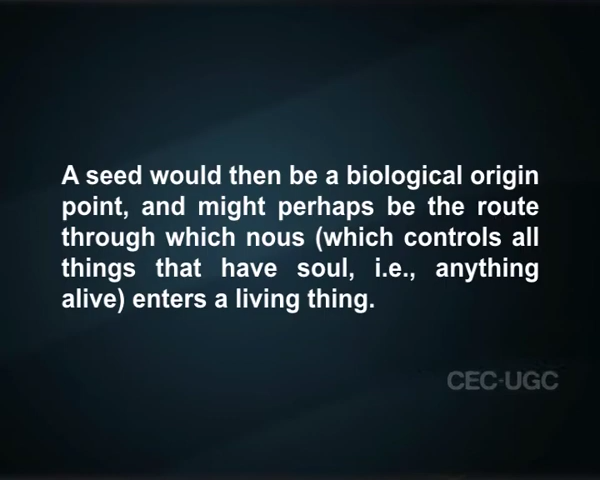 A seed would then be a biological origin
point, and might perhaps be the route
through which nous (which controls all
things that have soul, i.e., anything
alive) enters a living thing.
CEC-UGC